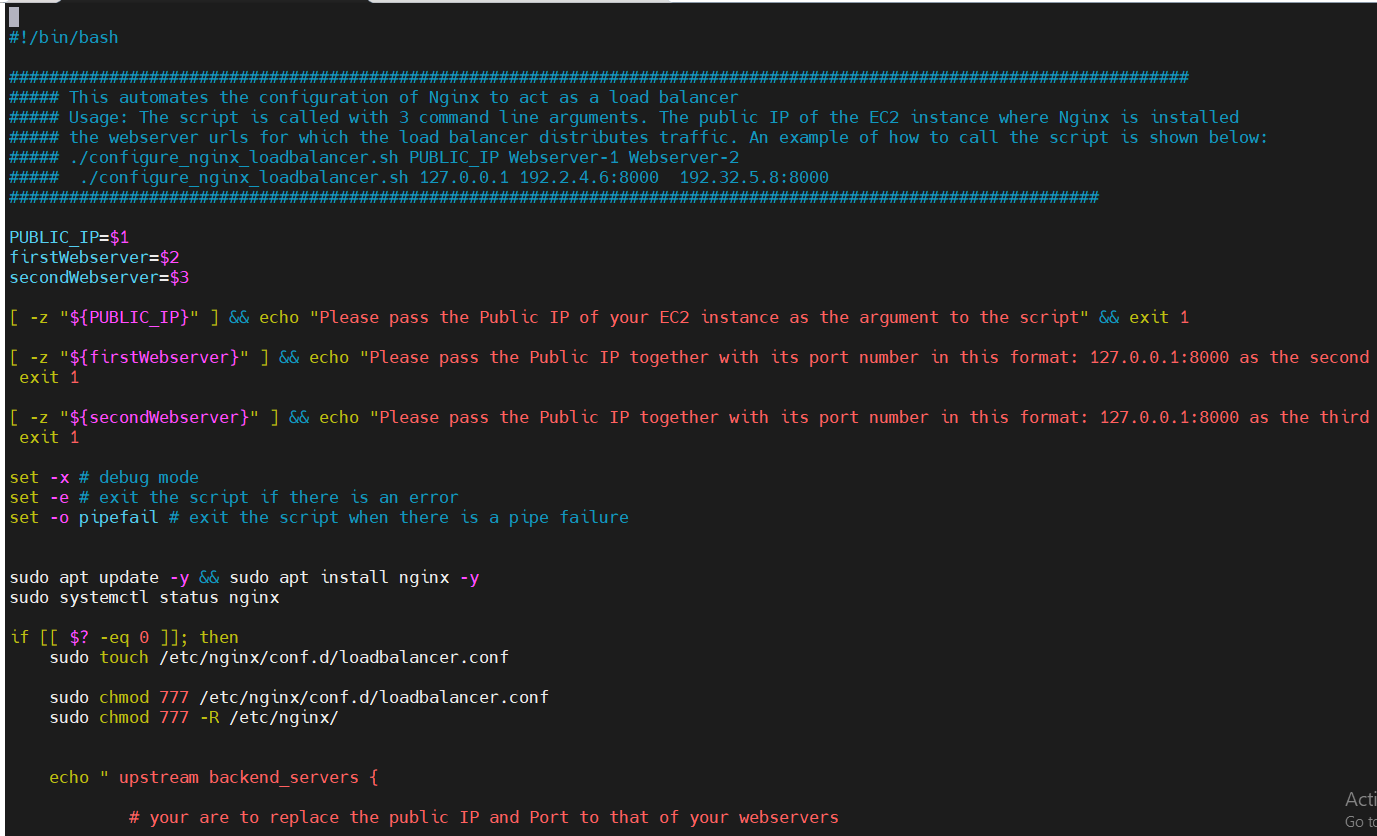 #!/bin/bash
######################################################################################################################
##### This automates the configuration of Nginx to act as a load balancer
##### Usage: The script is called with 3 command line arguments. The public IP of the EC2 instance where Nginx is installed
##### the webserver urls for which the load balancer distributes traffic. An example of how to call the script is shown below:
##### ./configure_nginx_loadbalancer.sh PUBLIC_IP Webserver-1 Webserver-2
#####  ./configure_nginx_loadbalancer.sh 127.0.0.1 192.2.4.6:8000  192.32.5.8:8000
#############################################################################################################
PUBLIC_IP=$1
firstWebserver=$2
secondWebserver=$3
[ -z "${PUBLIC_IP}" ] && echo "Please pass the Public IP of your EC2 instance as the argument to the script" && exit 1
[ -z "${firstWebserver}" ] && echo "Please pass the Public IP together with its port number in this format: 127.0.0.1:8000 as the second
 exit 1
[ -z "${secondWebserver}" ] && echo "Please pass the Public IP together with its port number in this format: 127.0.0.1:8000 as the third
 exit 1
set -x # debug mode
set -e # exit the script if there is an error
set -o pipefail # exit the script when there is a pipe failure
sudo apt update -y && sudo apt install nginx -y
sudo systemctl status nginx
if [[ $? -eq 0 ]]; then
    sudo touch /etc/nginx/conf.d/loadbalancer.conf
    sudo chmod 777 /etc/nginx/conf.d/loadbalancer.conf
    sudo chmod 777 -R /etc/nginx/
    echo " upstream backend_servers {
            # your are to replace the public IP and Port to that of your webservers
Acti
Go to